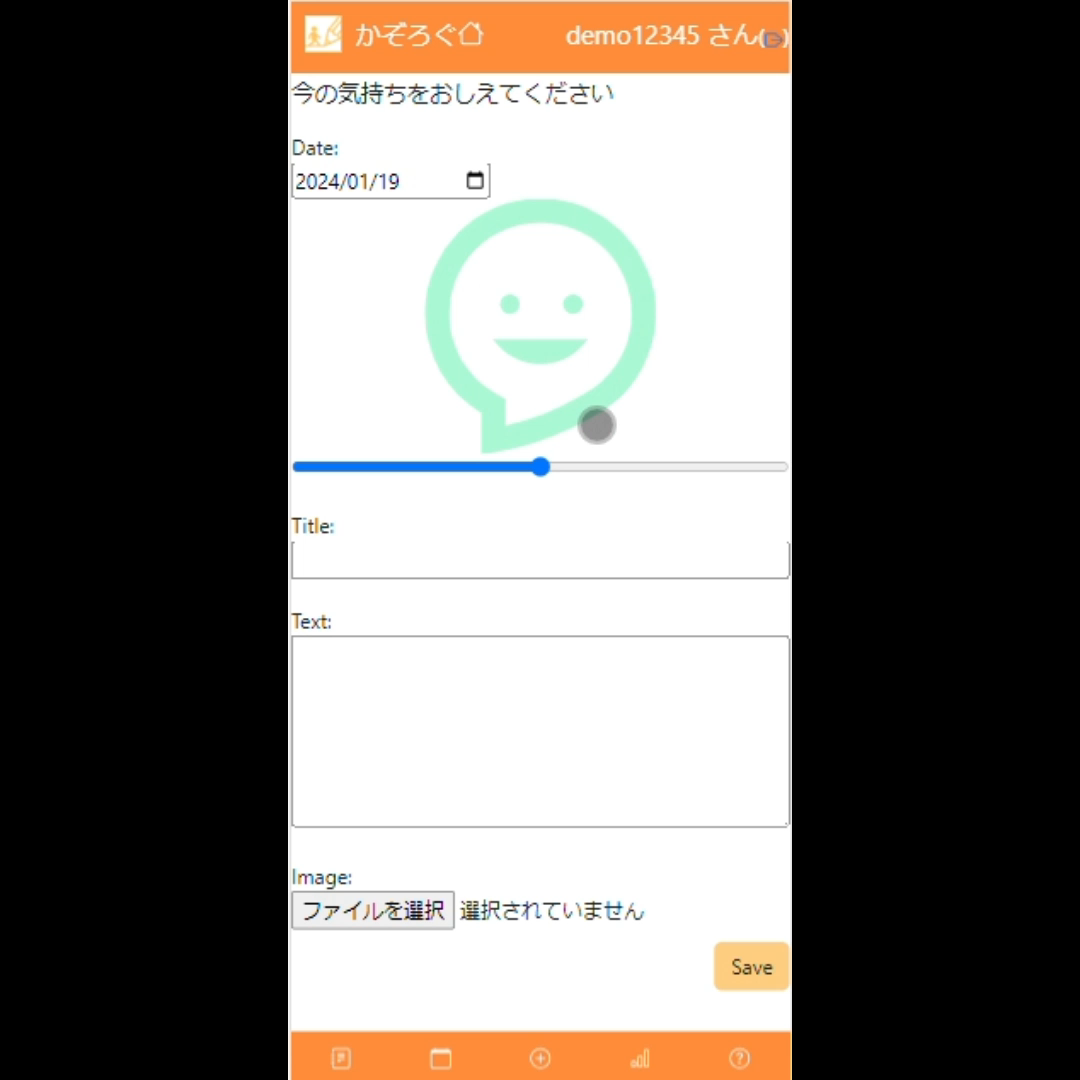 かぞろぐ
demo12345 さん( )
今の気持ちをおしえてください
Date:
2024/01/19
Title:
Text:
Image:
ファイルを選択 選択されていません
Save